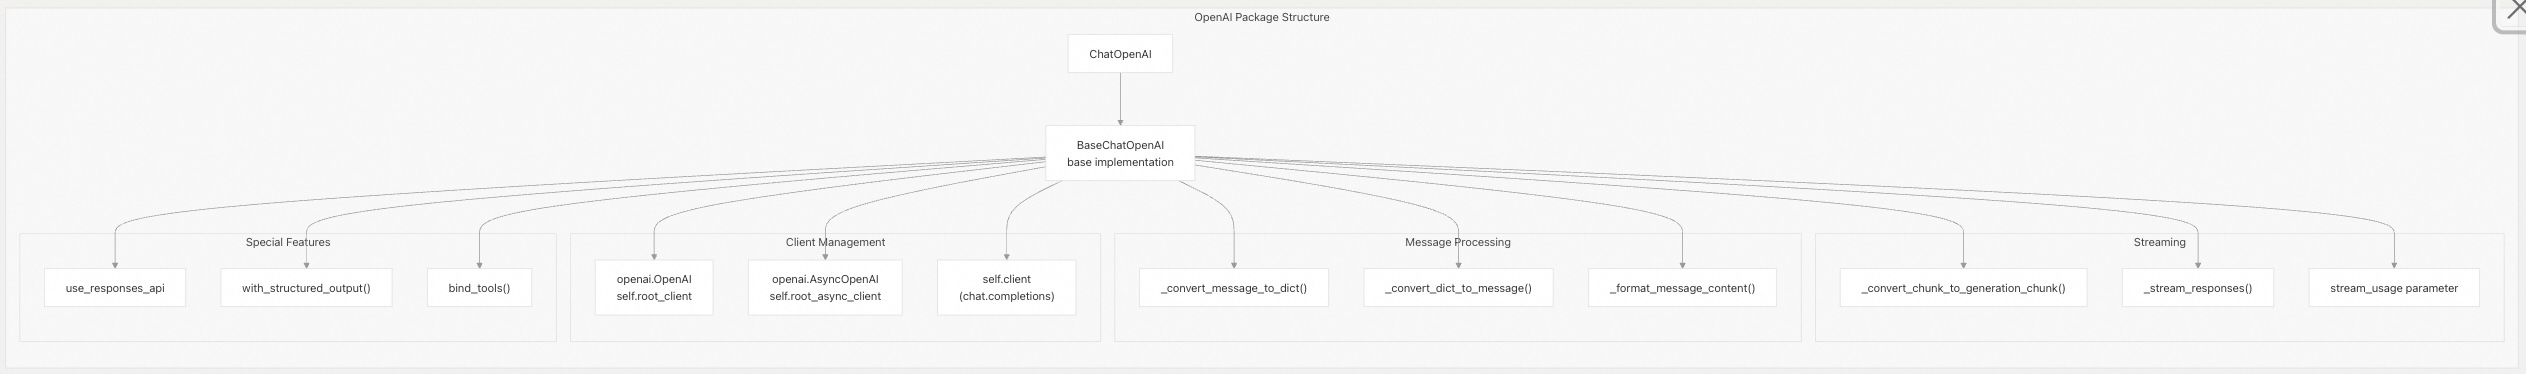 OpenAI Package Structure
ChatOpenAI
BaseChatOpenAI
base implementation
Special Features
use_responses_api
with_structured_output()
bind_tools()
Client Management
openai.OpenAI
self.root_client
openai.AsyncOpenAI
self.root_async_client
self.client
(chat.completions)
Message Processing
_convert_message_to_dict()
_convert_dict_to_message()
_format_message_content()
Streaming
_convert_chunk_to_generation_chunk()
_stream_responses()
stream_usage parameter